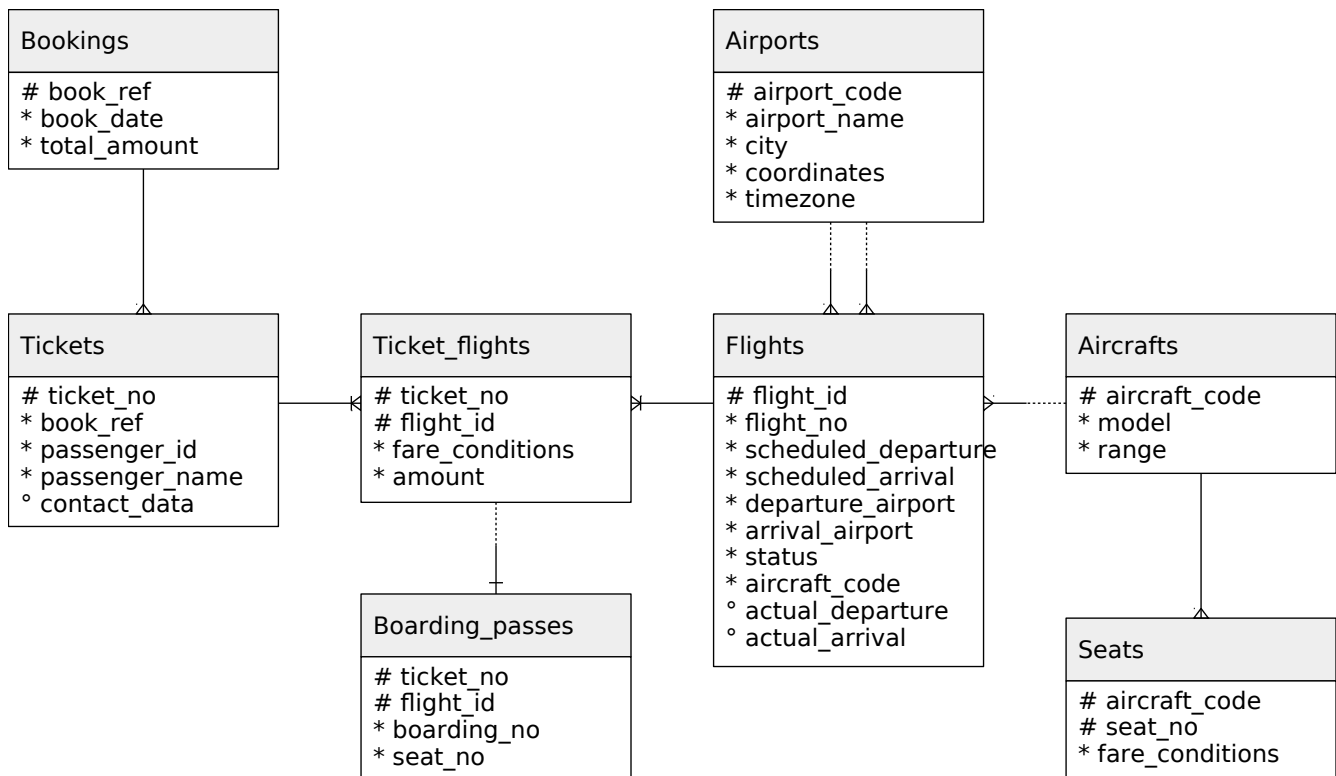 Bookings
# book_ref
* book_date
* total_amount
Airports
# airport_code
* airport_name
* city
* coordinates
* timezone
Tickets
# ticket_no
* book_ref
* passenger_id
* passenger_name
° contact_data
Ticket_flights
# ticket_no
# flight_id
* fare_conditions
* amount
Flights
# flight_id
* flight_no
* scheduled_departure
* scheduled_arrival
* departure_airport
* arrival_airport
* status
* aircraft_code
° actual_departure
° actual_arrival
Aircrafts
# aircraft_code
* model
* range
Boarding_passes
# ticket_no
# flight_id
* boarding_no
* seat_no
Seats
# aircraft_code
# seat_no
* fare_conditions